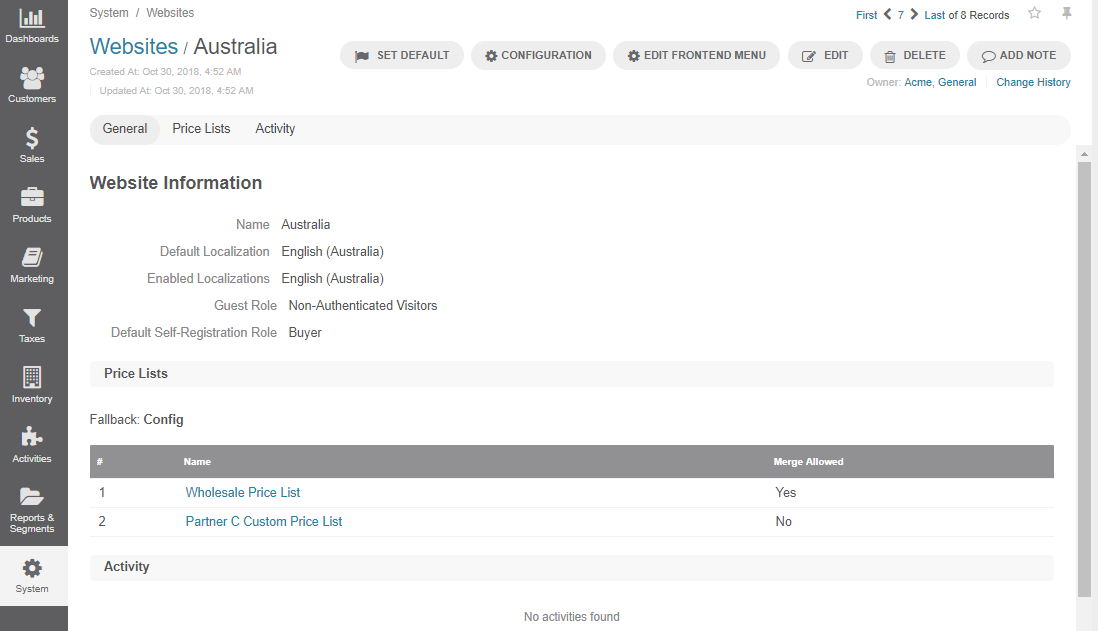 Dashboards
Customers
Sales
Products
Marketing
Taxes
Inventory
Activities
Reports &
Segments
System
System / Websites
First 7 Last of 8 Records
Websites / Australia
SET DEFAULT CONFIGURATION EDIT FRONTEND MENU EDIT DELETE ADD NOTE
Created At: Oct 30, 2018, 4:52 AM
Updated At: Oct 30, 2018, 4:52 AM
Owner: Acme, General Change History
General Price Lists Activity
Website Information
Name Australia
Default Localization English (Australia)
Enabled Localizations English (Australia)
Guest Role Non-Authenticated Visitors
Default Self-Registration Role Buyer
Price Lists
Fallback: Config
# Name Merge Allowed
1 Wholesale Price List Yes
2 Partner C Custom Price List No
Activity
No activities found